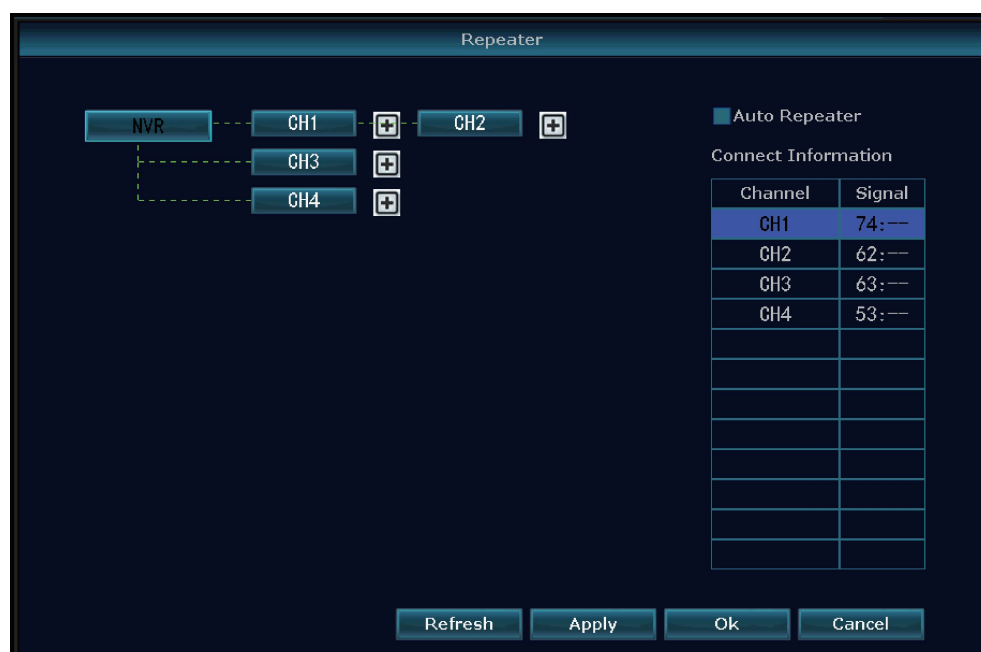 Repeater
NVR CH1 CH2
CH3
CH4
Auto Repeater
Connect Information
Channel Signal
CH1 74:--
CH2 62:--
CH3 63:--
CH4 53:--
Refresh Apply Ok Cancel